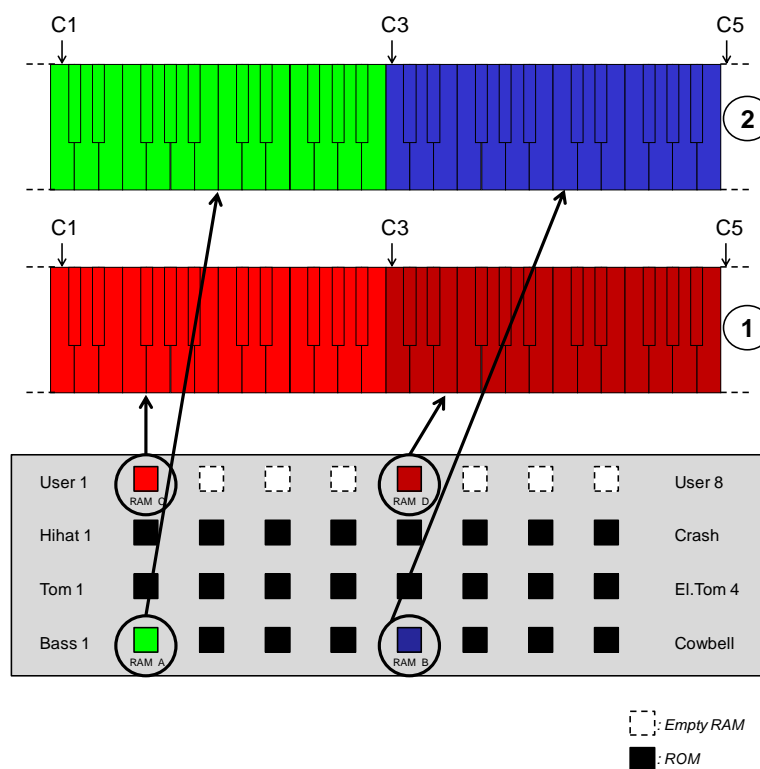 C1 C3 C5
2
C1 C3 C5
1
User 1 User 8
RAM C RAM D
Hihat 1 Crash
Tom 1 El.Tom 4
Bass 1 Cowbell
RAM A RAM B
: Empty RAM
: ROM